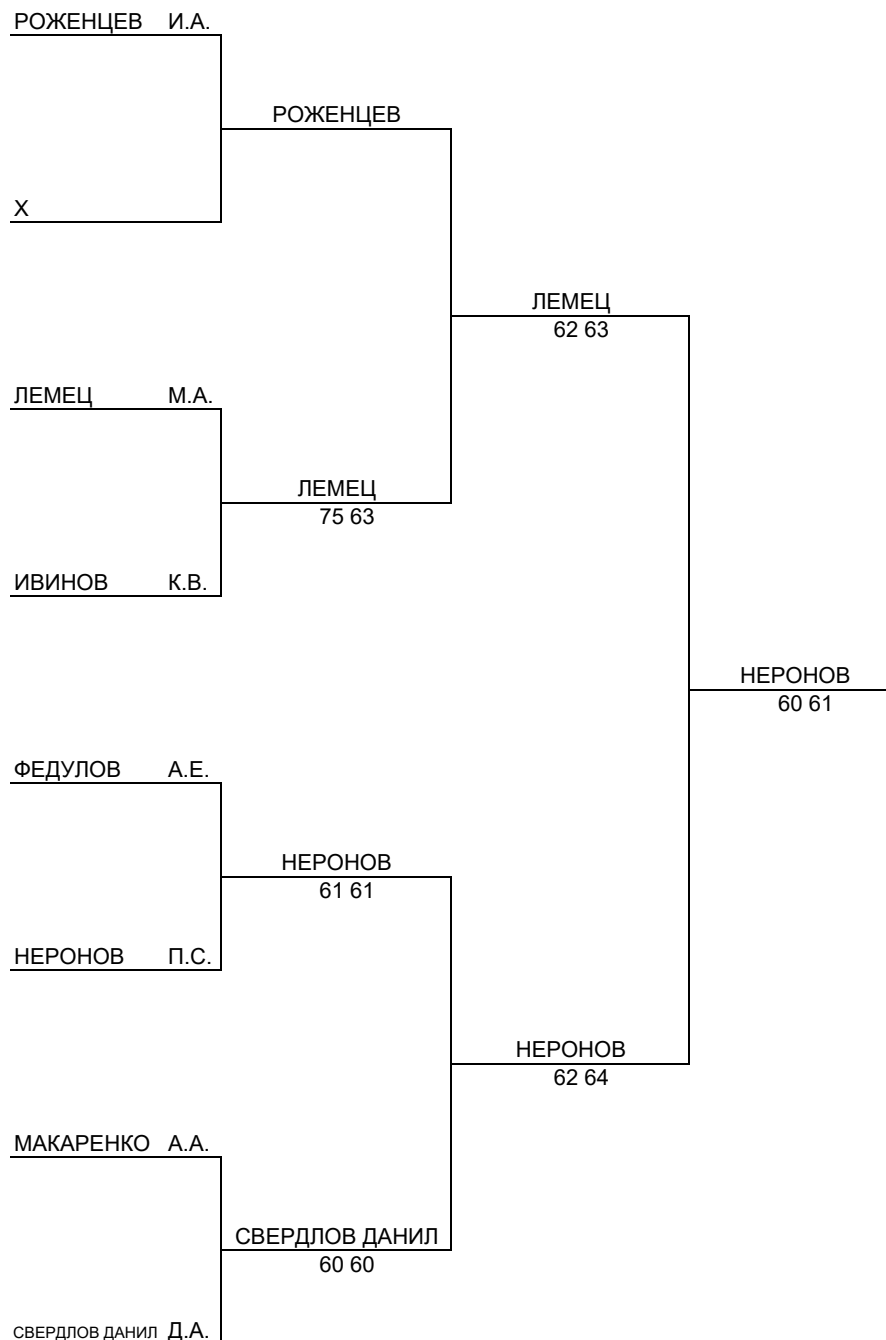 РОЖЕНЦЕВ И.А.
РОЖЕНЦЕВ
Х
ЛЕМЕЦ
62 63
ЛЕМЕЦ М.А.
ЛЕМЕЦ
75 63
ИВИНОВ К.В.
НЕРОНОВ
60 61
ФЕДУЛОВ А.Е.
НЕРОНОВ
61 61
НЕРОНОВ П.С.
НЕРОНОВ
62 64
МАКАРЕНКО А.А.
СВЕРДЛОВ ДАНИЛ
60 60
СВЕРДЛОВ ДАНИЛ Д.А.